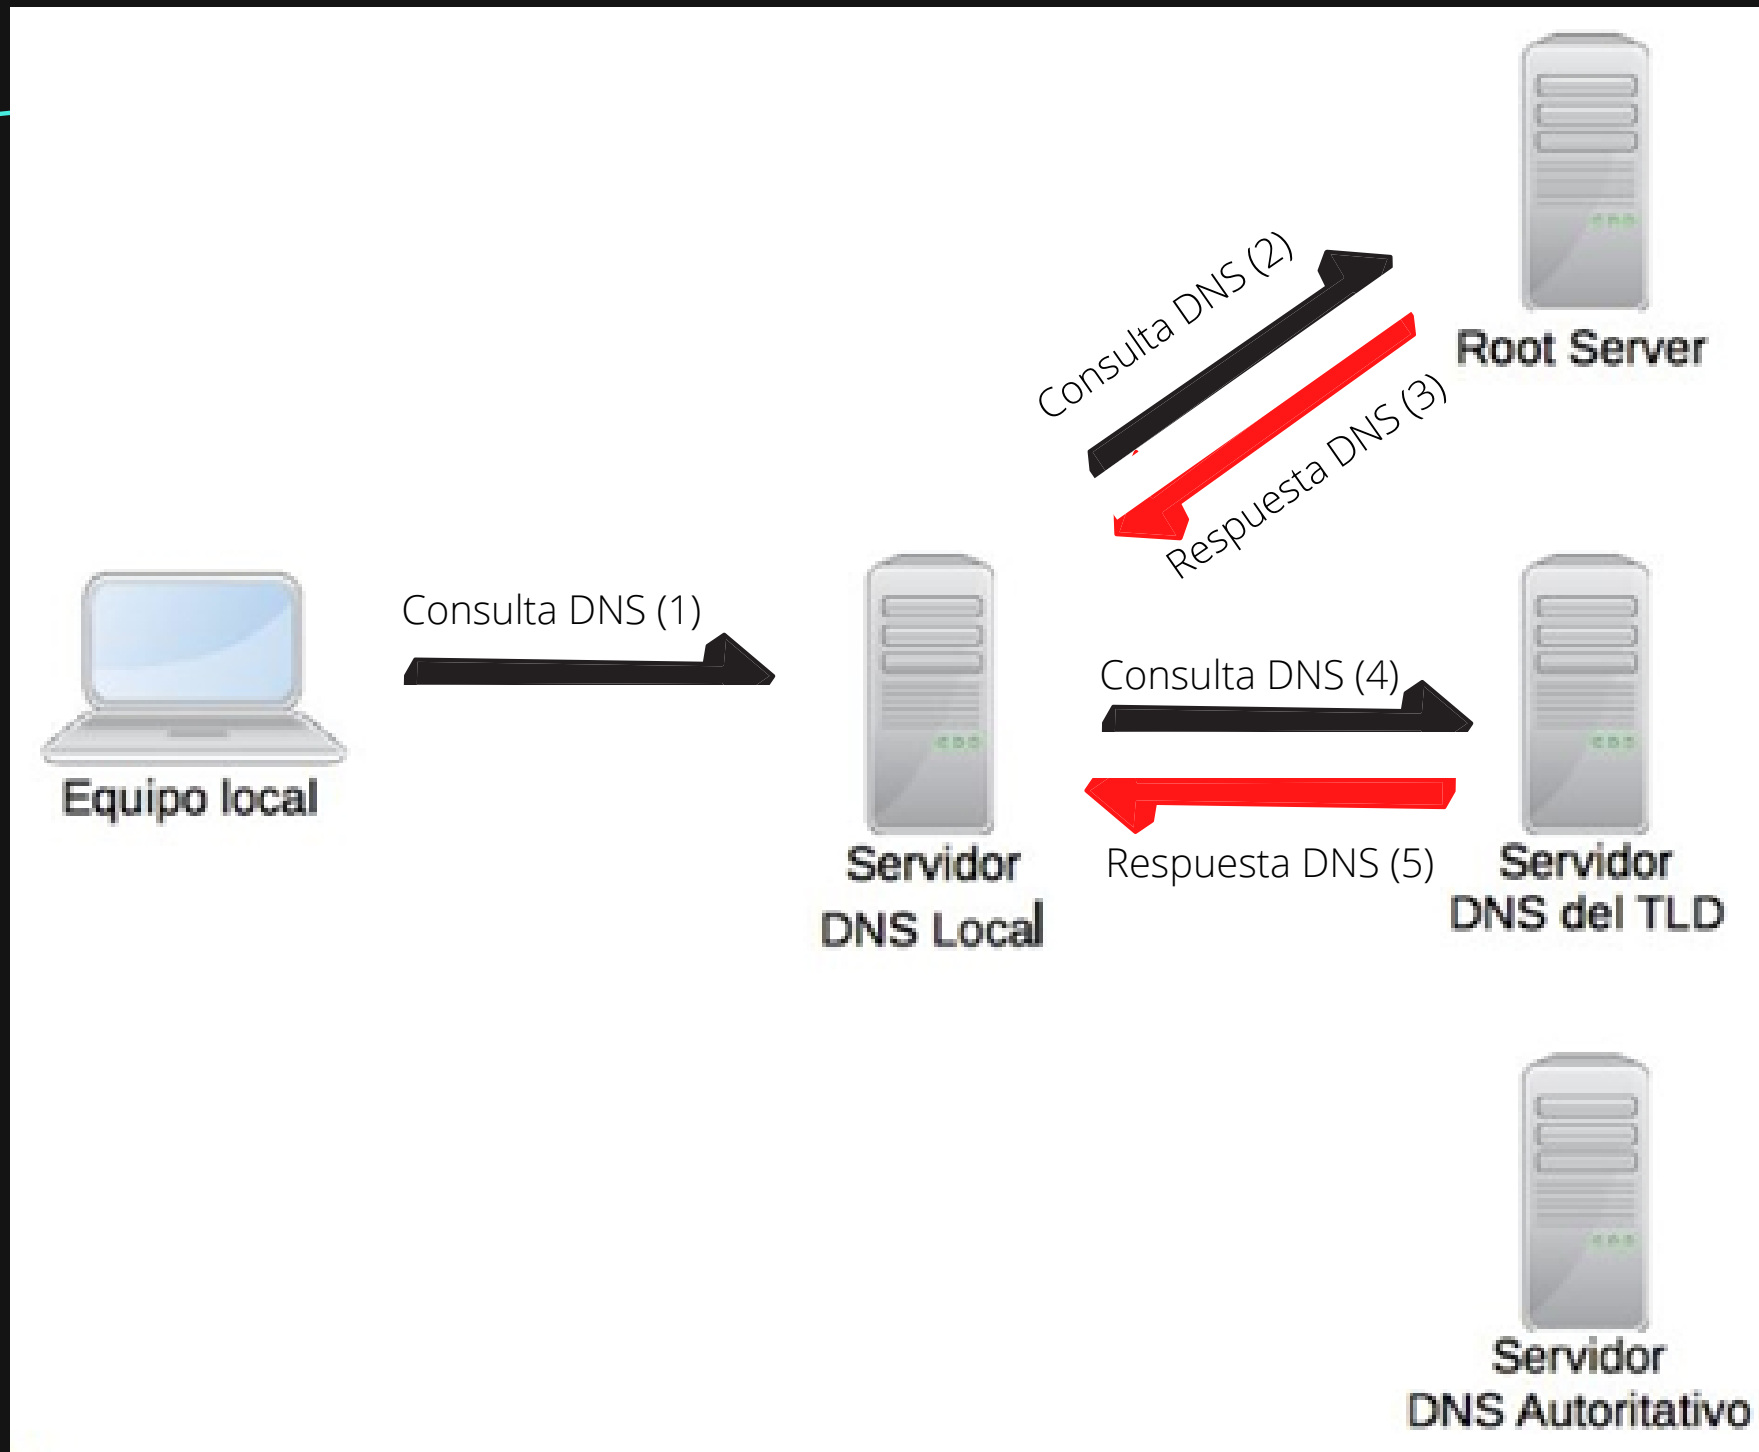 Consulta DNS (2)
Root Server
Respuesta DNS (3)
Consulta DNS (1)
Consulta DNS (4)
Equipo local
Respuesta DNS (5)
Servidor
DNS Local
Servidor
DNS del TLD
Servidor
DNS Autoritativo